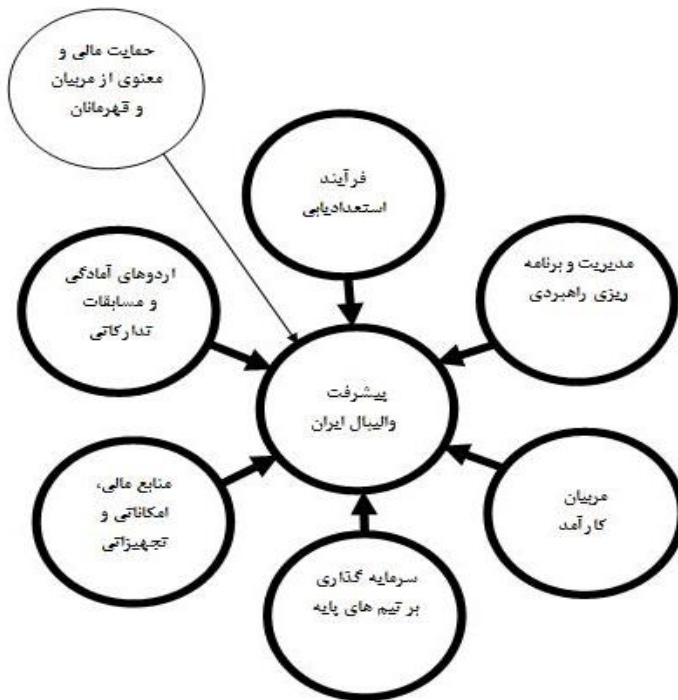 حمایت مالی و
معنوی از مربیان
و قهرمانان
فرآیند
استعدادیابی
مدیریت و برنامه
ریزی راهبردی
اردوهای آمادگی
و مسابقات
تدارکاتی
پیشرفت
والیبال ایران
مربیان
کارآمد
منابع مالی،
امکاناتی و
تجهیزاتی
سرمایه گذاری
بر تیم های پایه